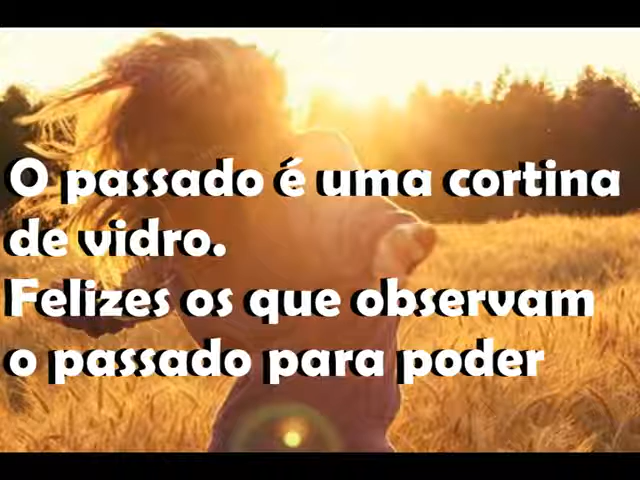 O passado é uma cortina
de vidro.
Felizes os que observam
o passado para poder